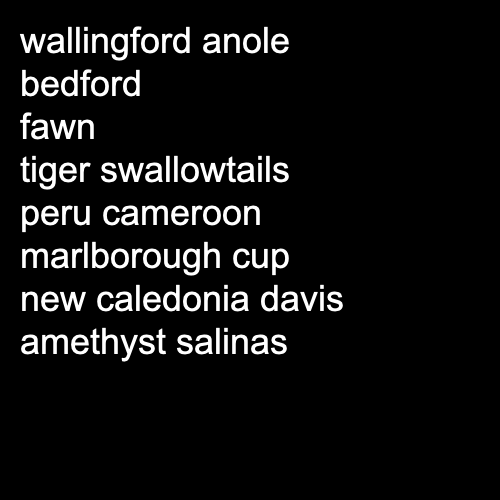 wallingford anole
bedford
fawn
tiger swallowtails
peru cameroon
marlborough cup
new caledonia davis
amethyst salinas